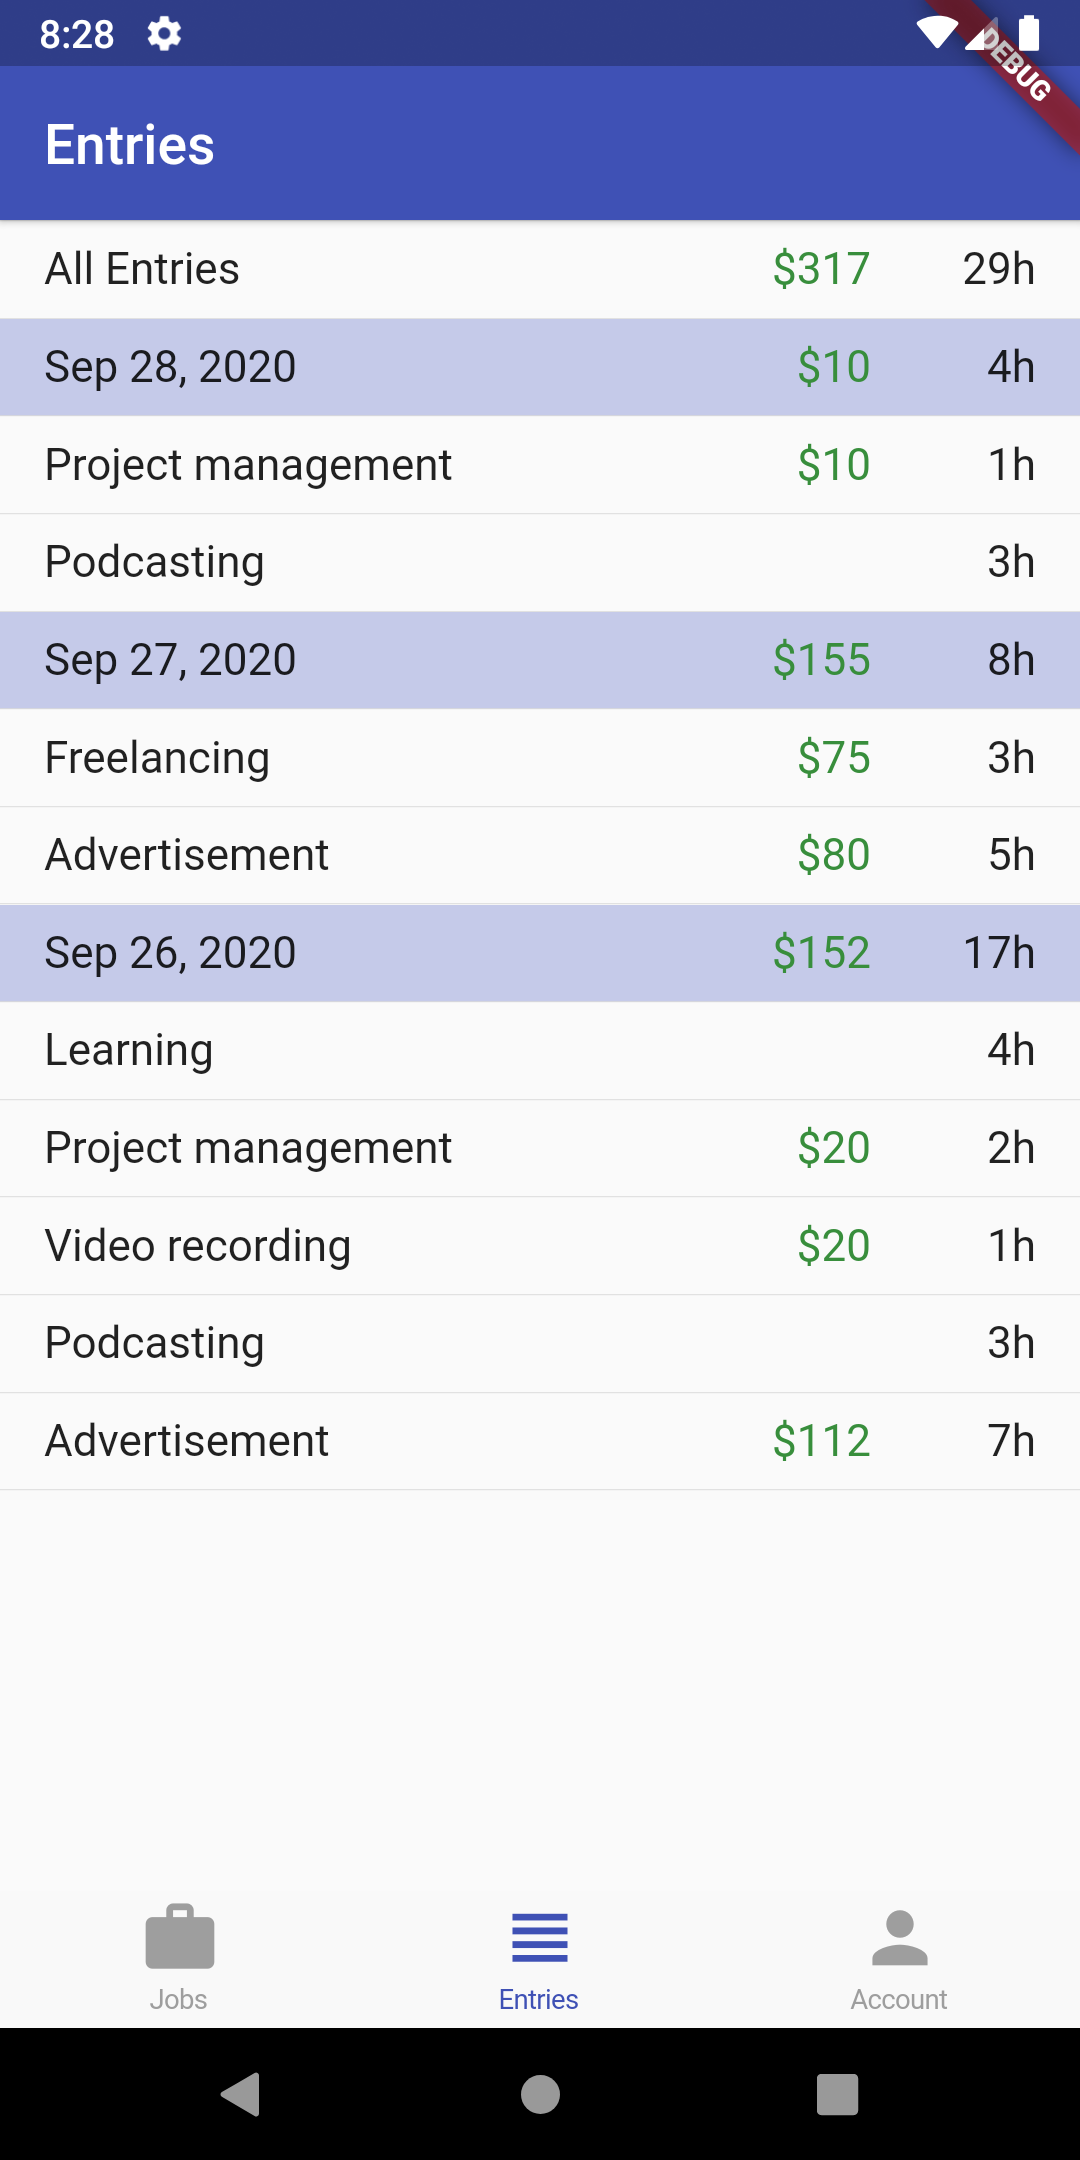 8:28
DEBUG
Entries
All Entries $317 29h
Sep 28, 2020 $10 4h
Project management $10 1h
Podcasting 3h
Sep 27, 2020 $155 8h
Freelancing $75 3h
Advertisement $80 5h
Sep 26, 2020 $152 17h
Learning 4h
Project management $20 2h
Video recording $20 1h
Podcasting 3h
Advertisement $112 7h
Jobs Entries Account